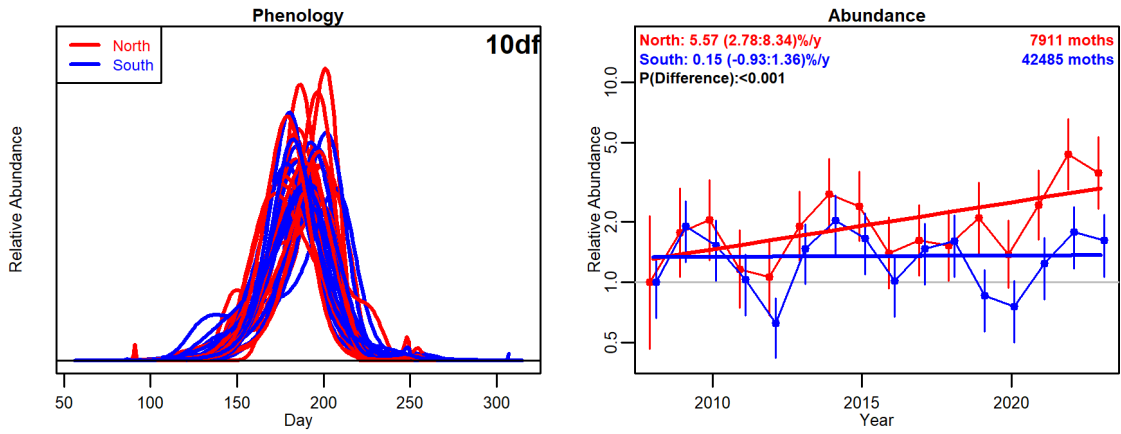 Phenology
North
South
10df
Relative Abundance
50 100 150 200 250 300
Day
Abundance
North: 5.57 (2.78:8.34)%/y 7911 moths
South: 0.15 (-0.93:1.36)%/y 42485 moths
P(Difference):<0.001
Relative Abundance
10.0
5.0
2.0
1.0
0.5
2010 2015 2020
Year